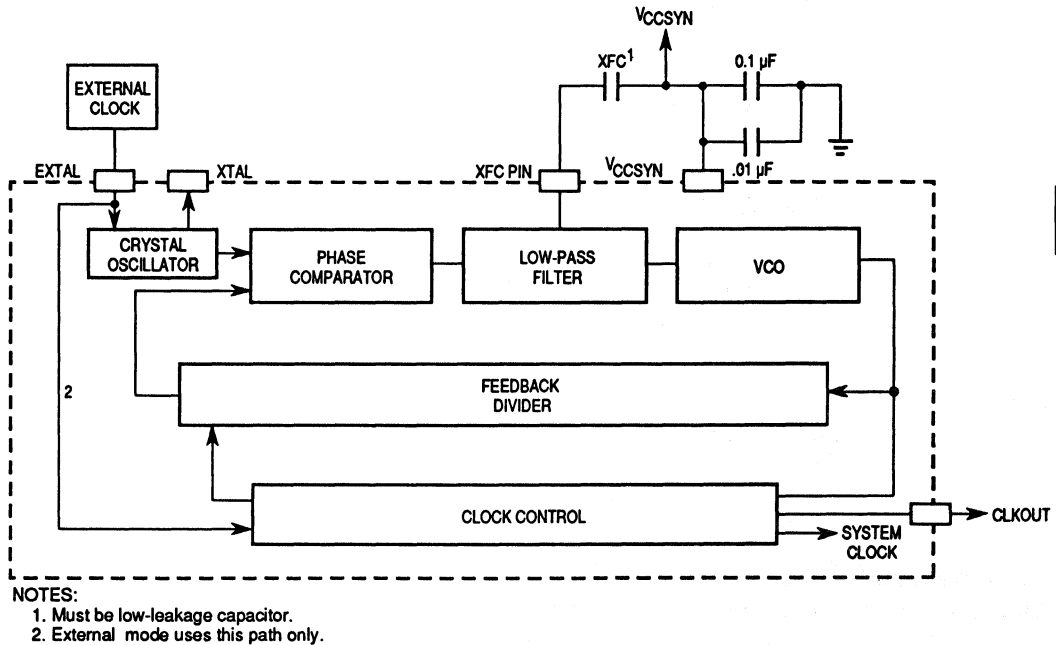 VCCSYN
XFC1
0.1 µF
EXTERNAL
CLOCK
EXTAL
XTAL
XFC PIN
VCCSYN
.01 µF
CRYSTAL
OSCILLATOR
PHASE
COMPARATOR
LOW-PASS
FILTER
VCO
FEEDBACK
DIVIDER
2
CLOCK CONTROL
CLKOUT
SYSTEM
CLOCK
NOTES:
1. Must be low-leakage capacitor.
2. External mode uses this path only.